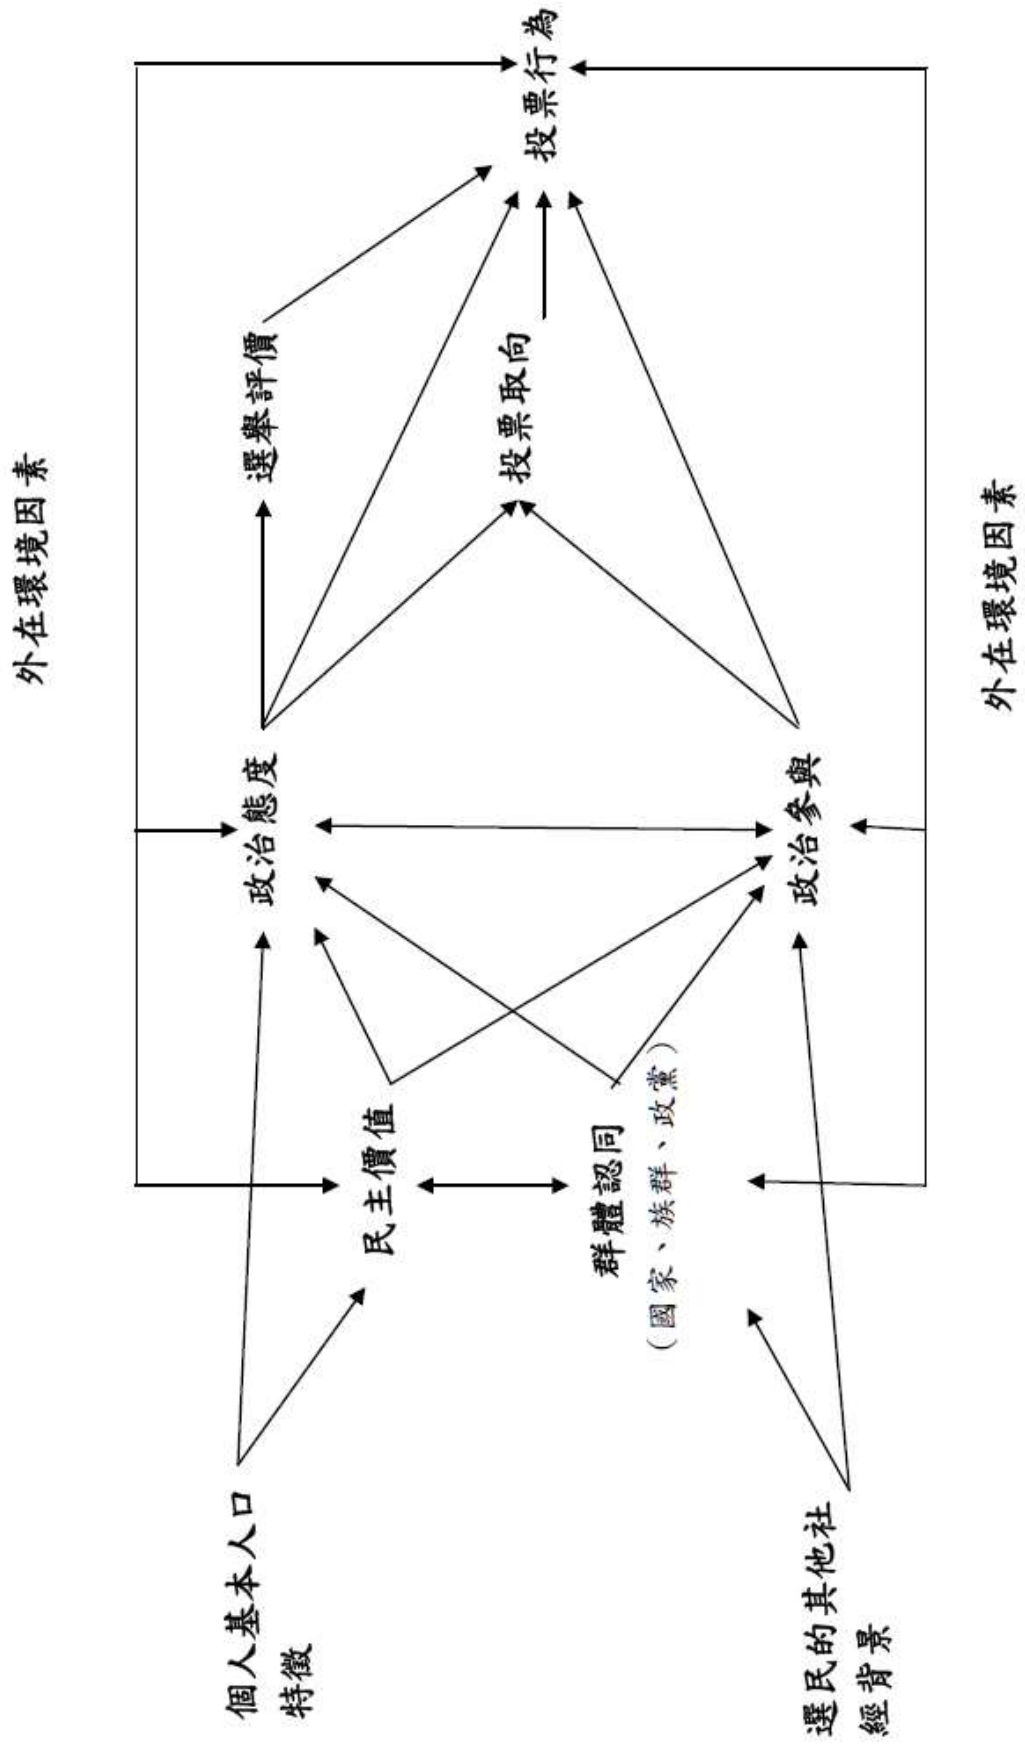 外在環境因素
個人基本人口
特徵
民主價值
政治態度
選舉評價
群體認同
（國家、族群、政黨）
投票取向
投票行為
選民的其他社
經背景
政治參與
外在環境因素